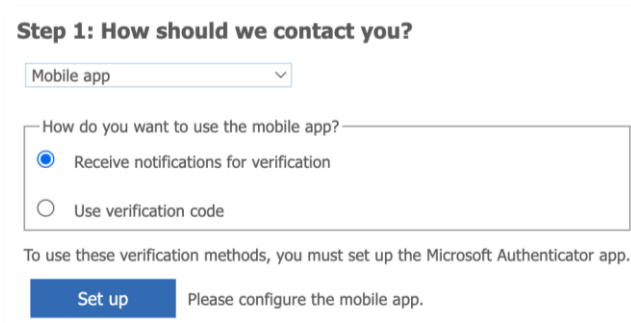 Step 1: How should we contact you?
Mobile app
How do you want to use the mobile app?
Receive notifications for verification
Use verification code
To use these verification methods, you must set up the Microsoft Authenticator app.
Set up Please configure the mobile app.